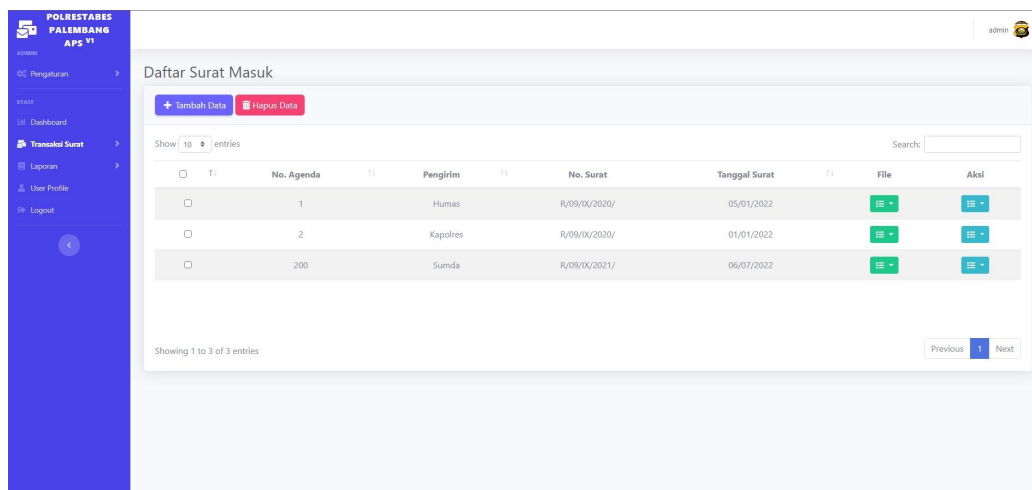 POLRESTABES
PALEMBANG
APS V1
admin
ADMIN
Pengaturan
STAFF
Dashboard
Transaksi Surat
Laporan
User Profile
Logout
Daftar Surat Masuk
Tambah Data Hapus Data
Show 10 entries Search:
No. Agenda Pengirim No. Surat Tanggal Surat File Aksi
1 Humas R/09/IX/2020/ 05/01/2022
2 Kapolres R/09/IX/2020/ 01/01/2022
200 Sumda R/09/IX/2021/ 06/07/2022
Showing 1 to 3 of 3 entries Previous 1 Next